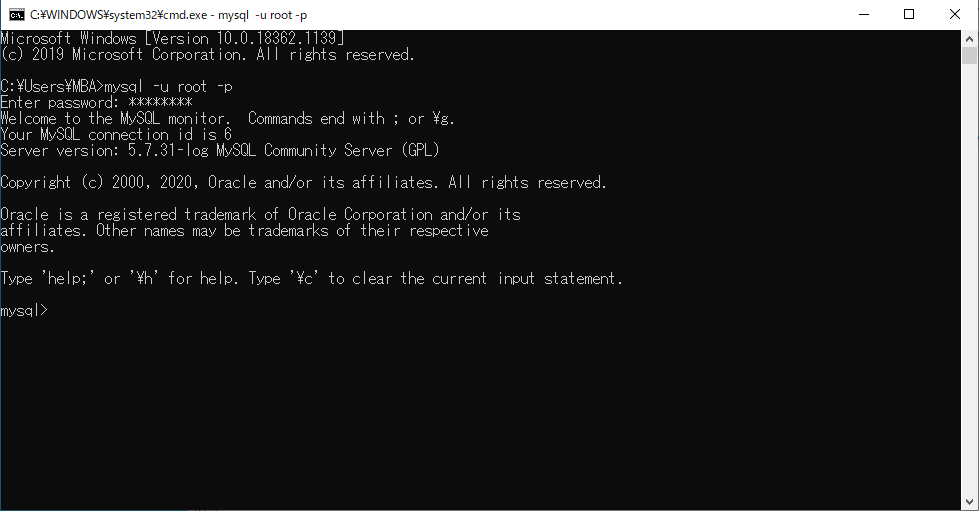 C:¥WINDOWS¥system32¥cmd.exe - mysql  -u root -p
Microsoft Windows [Version 10.0.18362.1139]
(c) 2019 Microsoft Corporation. All rights reserved.
C:¥Users¥MBA>mysql -u root -p
Enter password: ********
Welcome to the MySQL monitor.  Commands end with ; or ¥g.
Your MySQL connection id is 6
Server version: 5.7.31-log MySQL Community Server (GPL)
Copyright (c) 2000, 2020, Oracle and/or its affiliates. All rights reserved.
Oracle is a registered trademark of Oracle Corporation and/or its
affiliates. Other names may be trademarks of their respective
owners.
Type 'help;' or '¥h' for help. Type '¥c' to clear the current input statement.
mysql>